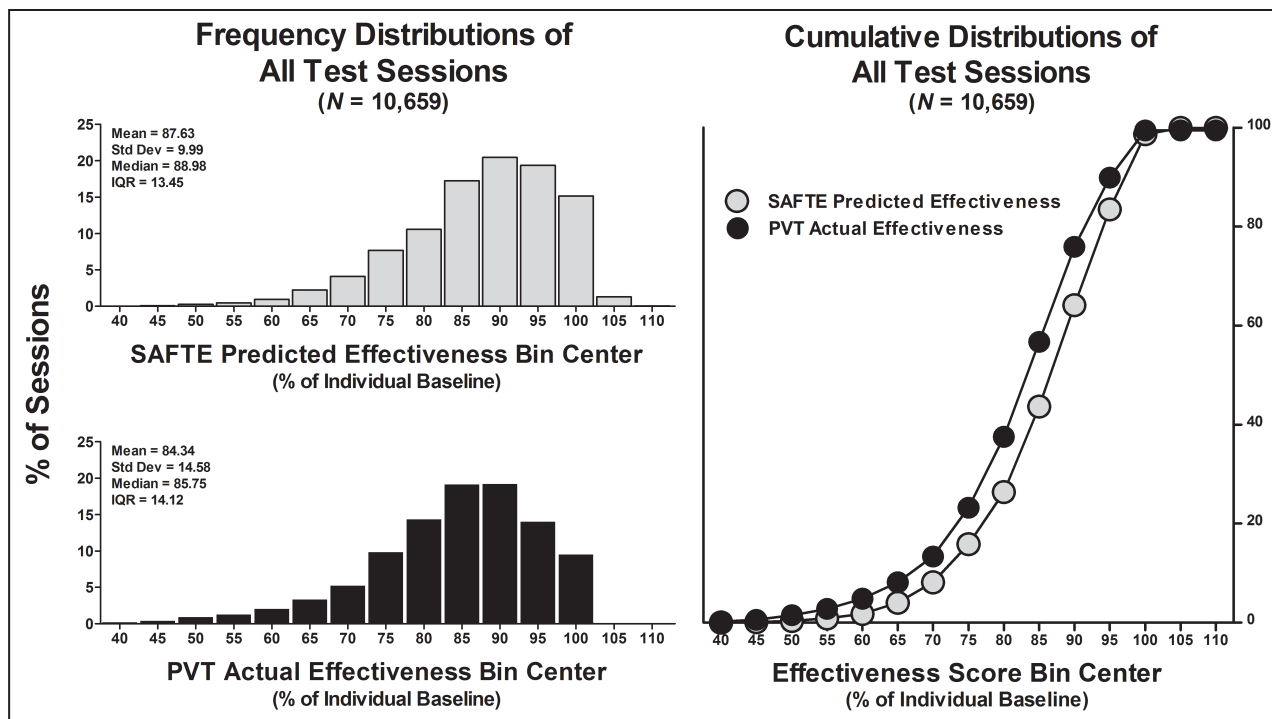 Frequency Distributions of
All Test Sessions
(N = 10,659)
% of Sessions
25
20
15
10
5
0
Mean = 87.63
Std Dev = 9.99
Median = 88.98
IQR = 13.45
40 45 50 55 60 65 70 75 80 85 90 95 100 105 110
SAFTE Predicted Effectiveness Bin Center
(% of Individual Baseline)
25
20
15
10
5
0
Mean = 84.34
Std Dev = 14.58
Median = 85.75
IQR = 14.12
40 45 50 55 60 65 70 75 80 85 90 95 100 105 110
PVT Actual Effectiveness Bin Center
(% of Individual Baseline)
Cumulative Distributions of
All Test Sessions
(N = 10,659)
SAFTE Predicted Effectiveness
PVT Actual Effectiveness
100
80
60
40
20
0
40 45 50 55 60 65 70 75 80 85 90 95 100 105 110
Effectiveness Score Bin Center
(% of Individual Baseline)